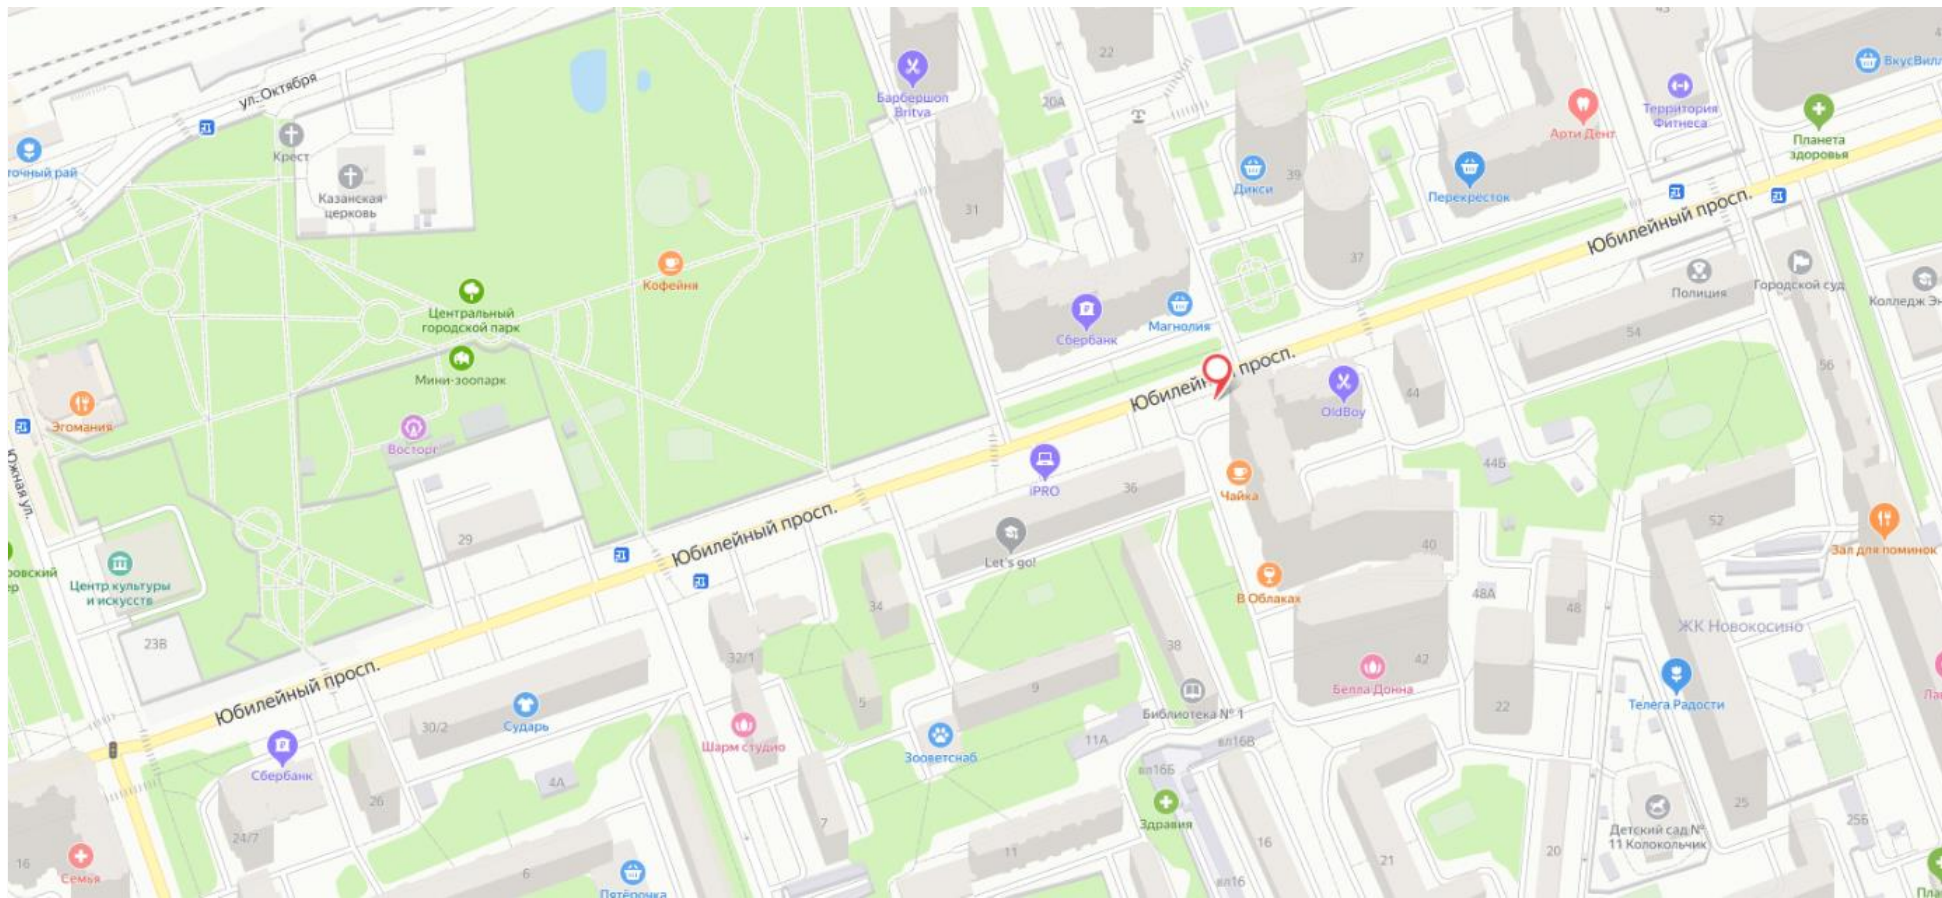 22
43
ВкусВилл
ул. Октября
Барбершоп
Britva
20А
Территория
Фитнеса
Арти Дент
Планета
здоровья
Крест
Казанская
церковь
Дикси
39
Перекрёсток
31
Юбилейный просп.
37
Кофейня
Полиция
Городской суд
Центральный
городской парк
Сбербанк
Магнолия
54
56
Мини-зоопарк
Юбилейный просп.
44
OldBoy
Эгомания
Восторг
Южная ул.
44Б
iPRO
36
Чайка
Юбилейный просп.
52
29
Let's go!
40
Зал для поминок
Центр культуры
и искусств
В Облаках
48А
34
48
ЖК Новокосино
23В
32/1
38
42
Белла Донна
Юбилейный просп.
9
5
Библиотека № 1
22
Телега Радости
30/2
Сударь
Шарм студио
Зооветснаб
11А
вл16В
Сбербанк
4А
вл16Б
26
24/7
7
Здравия
25
25Б
Детский сад №
11 Колокольчик
16
Семья
6
11
16
21
20
Пятёрочка
вл16